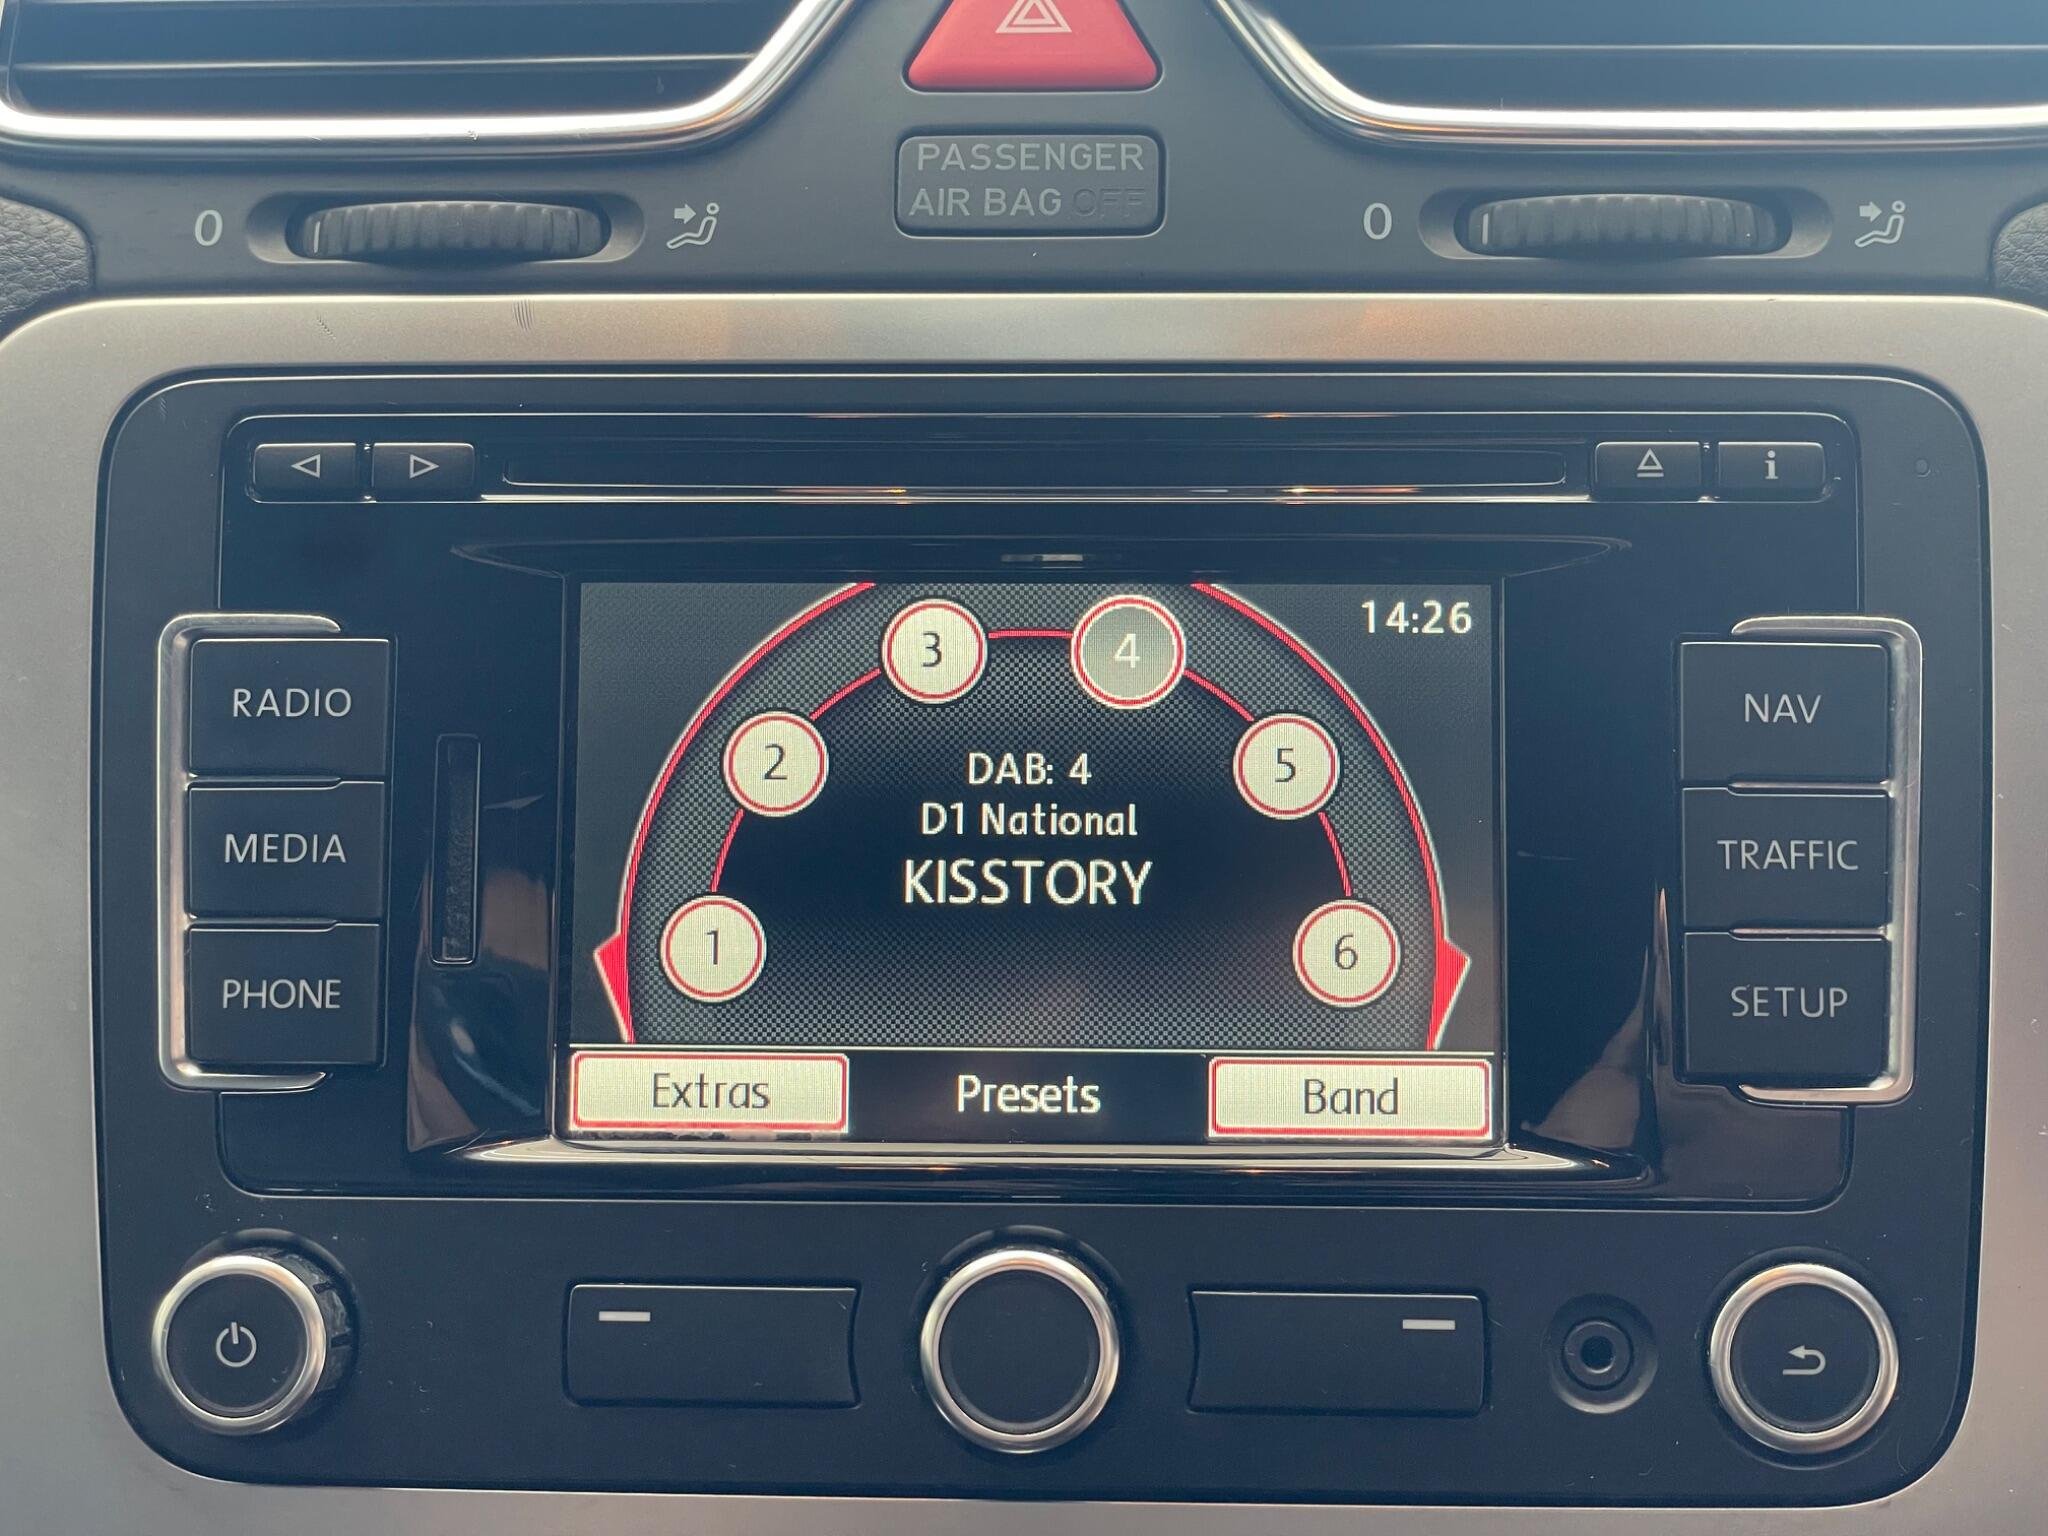 PASSENGER
AIR BAG OFF
0
0
i
14:26
RADIO
MEDIA
PHONE
3
4
2
5
1
6
DAB: 4
D1 National
KISSTORY
Extras
Presets
Band
NAV
TRAFFIC
SETUP